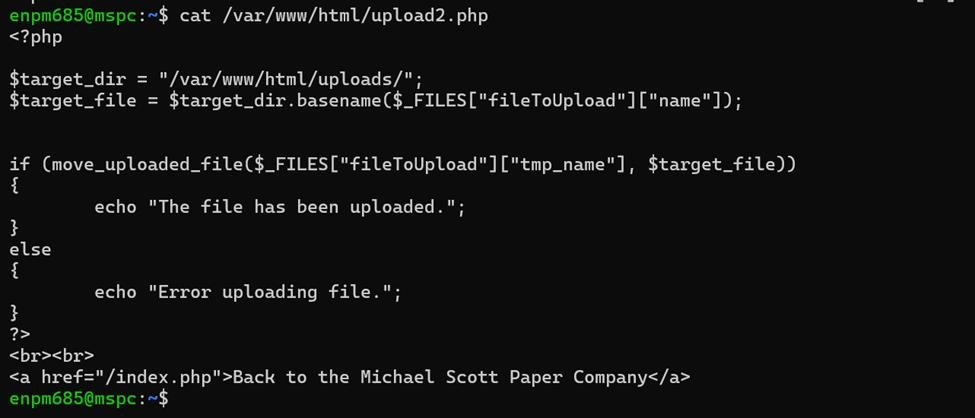 enpm685@mspc:~$ cat /var/www/html/upload2.php
<?php
$target_dir = "/var/www/html/uploads/";
$target_file = $target_dir.basename($_FILES["fileToUpload"]["name"]);
if (move_uploaded_file($_FILES["fileToUpload"]["tmp_name"], $target_file))
{
        echo "The file has been uploaded.";
}
else
{
        echo "Error uploading file.";
}
?>
<br><br>
<a href="/index.php">Back to the Michael Scott Paper Company</a>
enpm685@mspc:~$